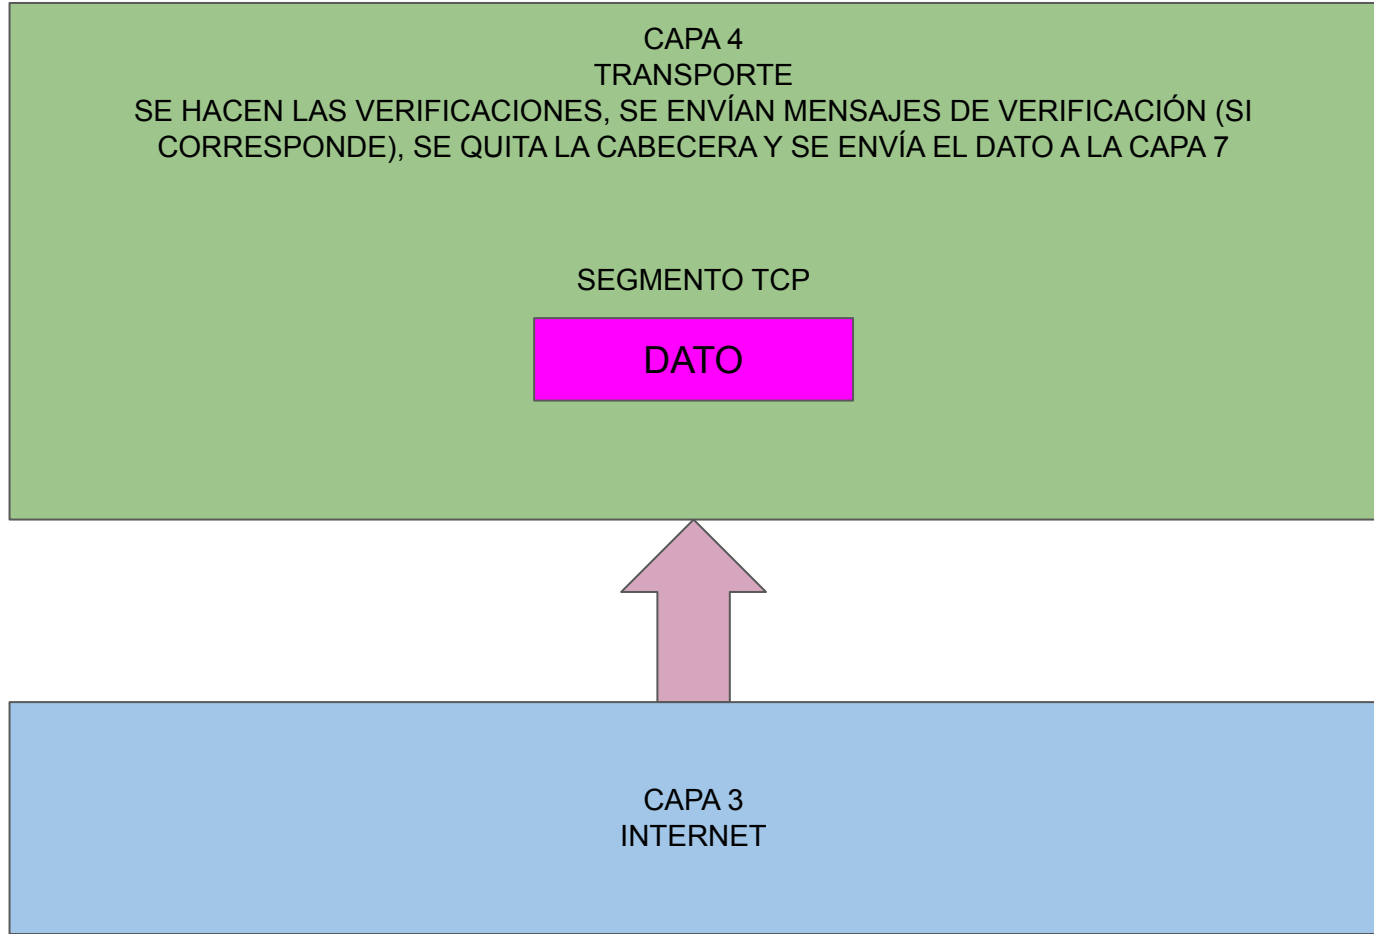 CAPA 4
TRANSPORTE
SE HACEN LAS VERIFICACIONES, SE ENVÍAN MENSAJES DE VERIFICACIÓN (SI
CORRESPONDE), SE QUITA LA CABECERA Y SE ENVÍA EL DATO A LA CAPA 7
SEGMENTO TCP
DATO
CAPA 3
INTERNET